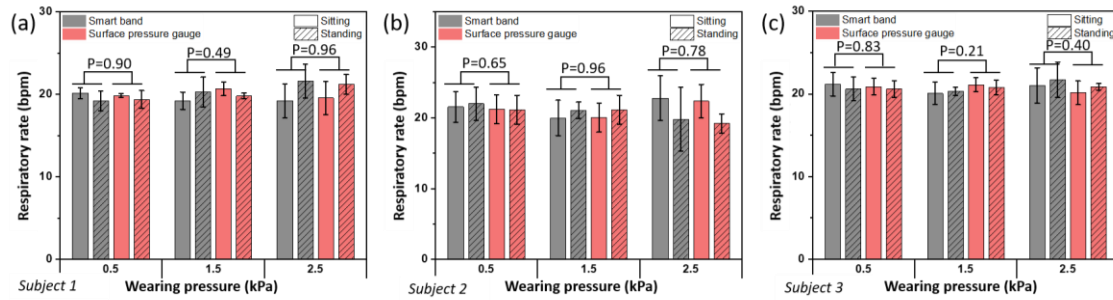 (a)
Smart band
Surface pressure gauge
Sitting
Standing
P=0.90
P=0.49
P=0.96
Respiratory rate (bpm)
30
20
10
0
0.5
1.5
2.5
Subject 1
Wearing pressure (kPa)
(b)
Smart band
Surface pressure gauge
Sitting
Standing
P=0.65
P=0.96
P=0.78
Respiratory rate (bpm)
30
20
10
0
0.5
1.5
2.5
Subject 2
Wearing pressure (kPa)
(c)
Smart band
Surface pressure gauge
Sitting
Standing
P=0.83
P=0.21
P=0.40
Respiratory rate (bpm)
30
20
10
0
0.5
1.5
2.5
Subject 3
Wearing pressure (kPa)